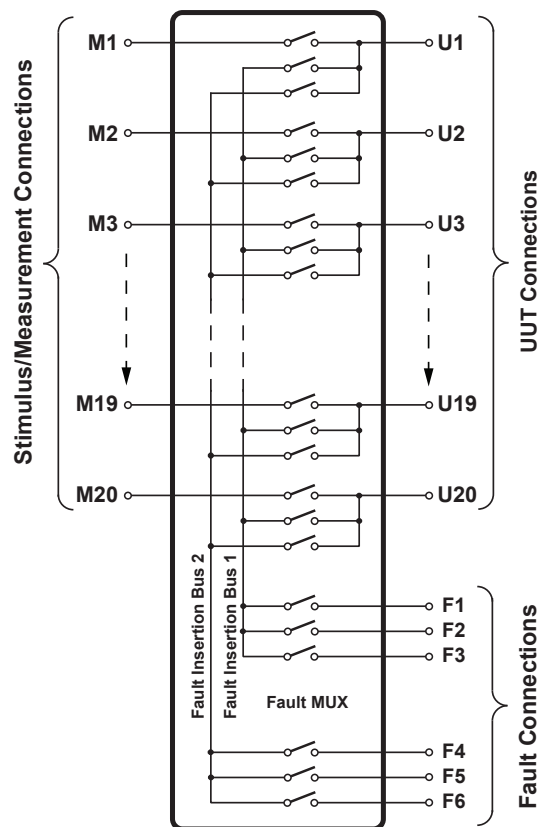 Stimulus/Measurement Connections
M1
M2
M3
M19
M20
U1
U2
U3
U19
U20
UUT Connections
Fault Insertion Bus 2
Fault Insertion Bus 1
Fault MUX
F1
F2
F3
F4
F5
F6
Fault Connections